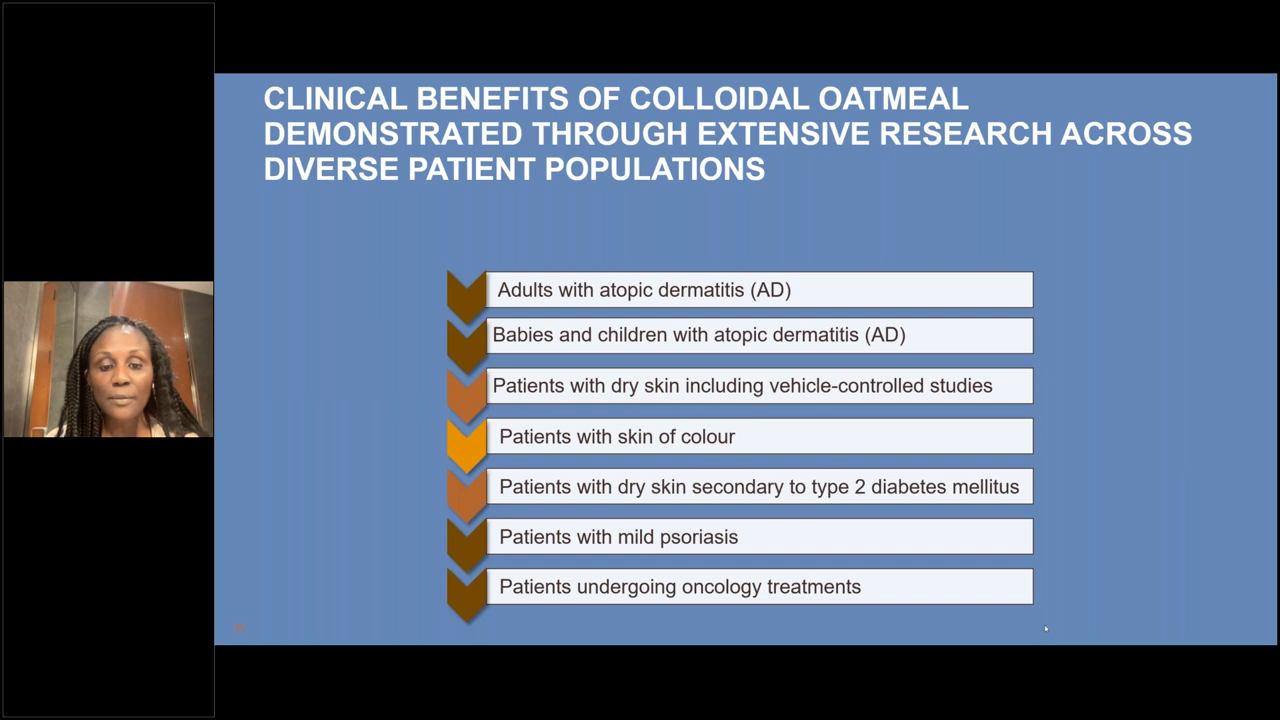 CLINICAL BENEFITS OF COLLOIDAL OATMEAL
DEMONSTRATED THROUGH EXTENSIVE RESEARCH ACROSS
DIVERSE PATIENT POPULATIONS
Adults with atopic dermatitis (AD)
Babies and children with atopic dermatitis (AD)
Patients with dry skin including vehicle-controlled studies
Patients with skin of colour
Patients with dry skin secondary to type 2 diabetes mellitus
Patients with mild psoriasis
Patients undergoing oncology treatments